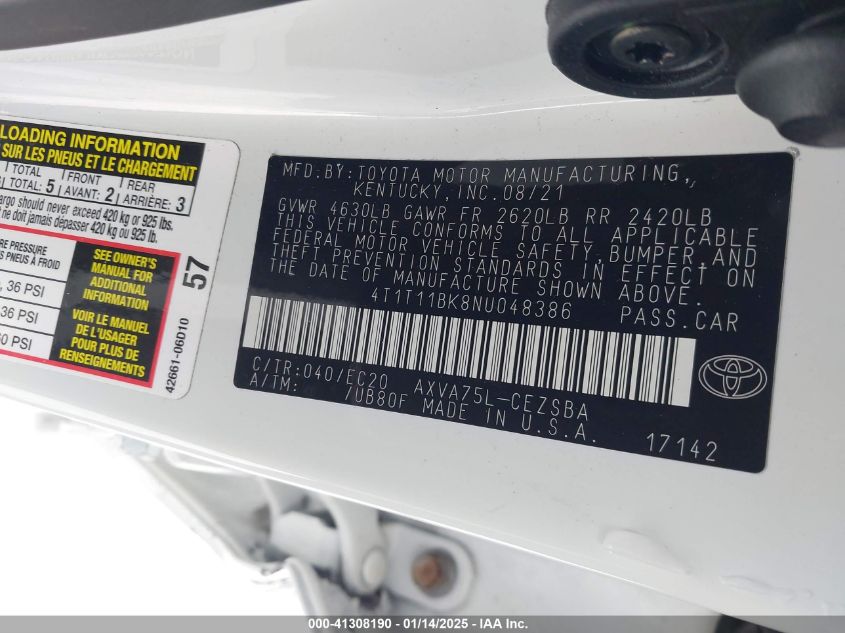 LOADING INFORMATION
SUR LES PNEUS ET LE CHARGEMENT
TOTAL FRONT REAR
TOTAL: 5 AVANT: 2 ARRIÈRE: 3
cargo should never exceed 420 kg or 925 lbs.
ne doit jamais dépasser 420 kg ou 925 lb.
PRESSURE
PNEUS À FROID
36 PSI
36 PSI
60 PSI
SEE OWNER'S
MANUAL FOR
ADDITIONAL
INFORMATION
VOIR LE MANUEL
DE L'USAGER
POUR PLUS DE
RENSEIGNEMENTS
57
42661-06D10
MFD.BY:TOYOTA MOTOR MANUFACTURING,
KENTUCKY, INC. 08/21
GVWR 4630LB GAWR FR 2620LB RR 2420LB
THIS VEHICLE CONFORMS TO ALL APPLICABLE
FEDERAL MOTOR VEHICLE SAFETY, BUMPER, AND
THEFT PREVENTION STANDARDS IN EFFECT ON
THE DATE OF MANUFACTURE SHOWN ABOVE.
4T1T11BK8NU048386 PASS.CAR
C/TR:040/EC20 AXVA75L-CEZSBA
A/TM: /UB80F MADE IN U.S.A.
17142
000-41308190 - 01/14/2025 - IAA Inc.